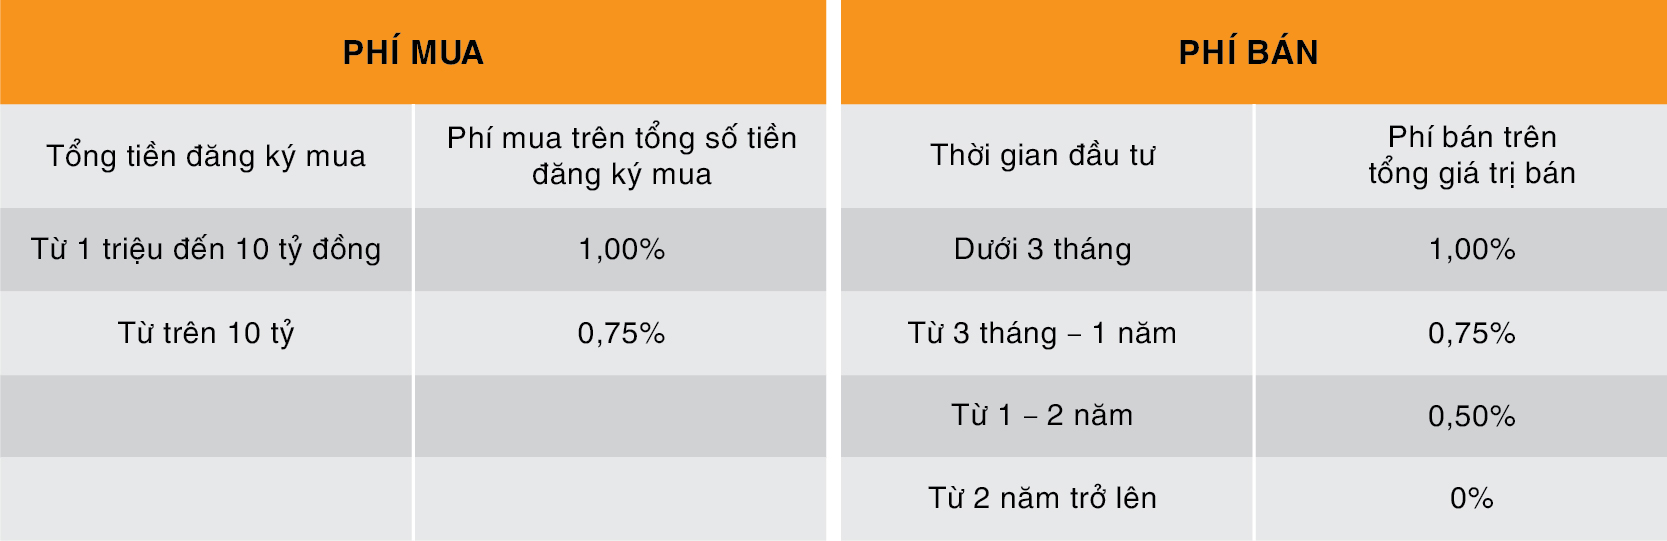 PHÍ MUA
Tổng tiền đăng ký mua
Phí mua trên tổng số tiền
đăng ký mua
Từ 1 triệu đến 10 tỷ đồng
1,00%
Từ trên 10 tỷ
0,75%
PHÍ BÁN
Thời gian đầu tư
Phí bán trên
tổng giá trị bán
Dưới 3 tháng
1,00%
Từ 3 tháng – 1 năm
0,75%
Từ 1 – 2 năm
0,50%
Từ 2 năm trở lên
0%